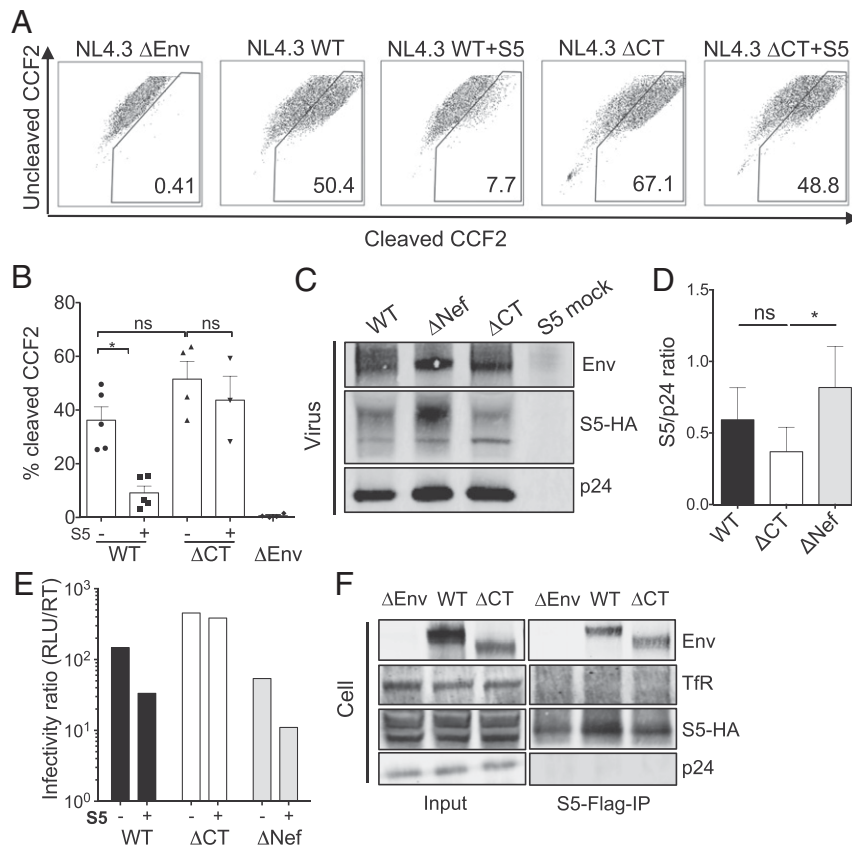 A
NL4.3 ΔEnv NL4.3 WT NL4.3 WT+S5 NL4.3 ΔCT NL4.3 ΔCT+S5
Uncleaved CCF2
0.41 50.4 7.7 67.1 48.8
Cleaved CCF2
B
% cleaved CCF2
80
60
40
20
0
ns ns
*
S5 - + - +
WT ΔCT ΔEnv
C
WT ΔNef ΔCT S5 mock
Virus
Env
S5-HA
p24
D
S5/p24 ratio
1.5
1.0
0.5
0.0
ns *
WT ΔCT ΔNef
E
Infectivity ratio (RLU/RT)
10³
10²
10¹
10⁰
S5 - + - + - +
WT ΔCT ΔNef
F
ΔEnv WT ΔCT ΔEnv WT ΔCT
Cell
Env
TfR
S5-HA
p24
Input S5-Flag-IP